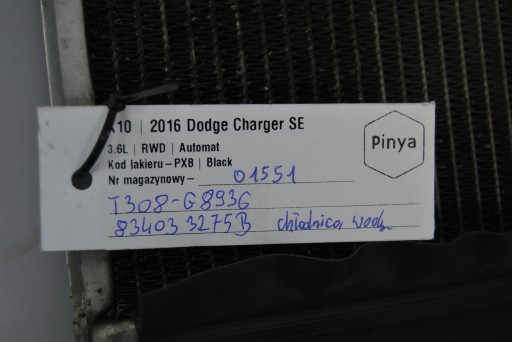 K10 | 2016 Dodge Charger SE
3.6L | RWD | Automat
Kod lakieru – PX8 | Black
Nr magazynowy – 01551
T308-G8936
834033275B chłodnica wody
Pinya